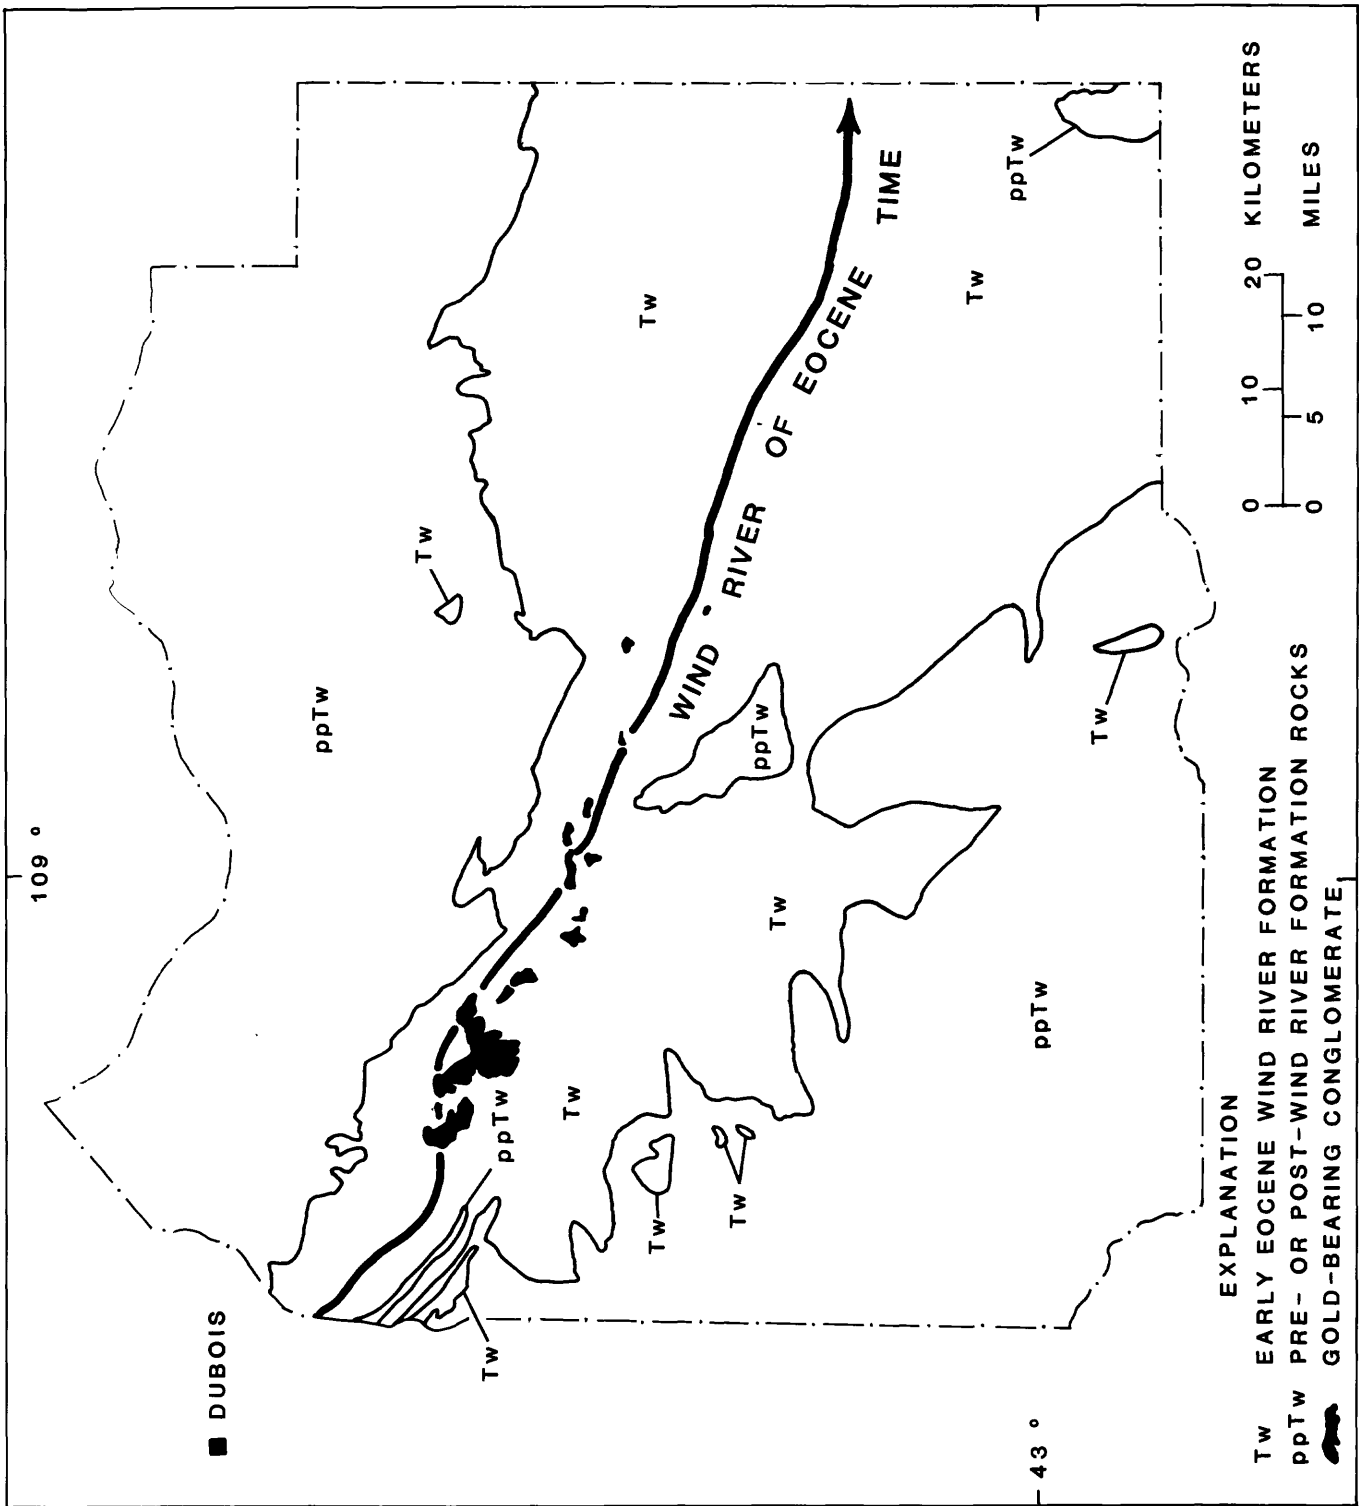 109 °
■ DUBOIS
ppTw
Tw
Tw
Tw
WIND RIVER OF EOCENE TIME
ppTw
ppTw
Tw
Tw
Tw
Tw
Tw
ppTw
Tw
ppTw
ppTw
43 °
EXPLANATION
Tw EARLY EOCENE WIND RIVER FORMATION
ppTw PRE- OR POST-WIND RIVER FORMATION ROCKS
GOLD-BEARING CONGLOMERATE
0 10 20 KILOMETERS
0 5 10 MILES